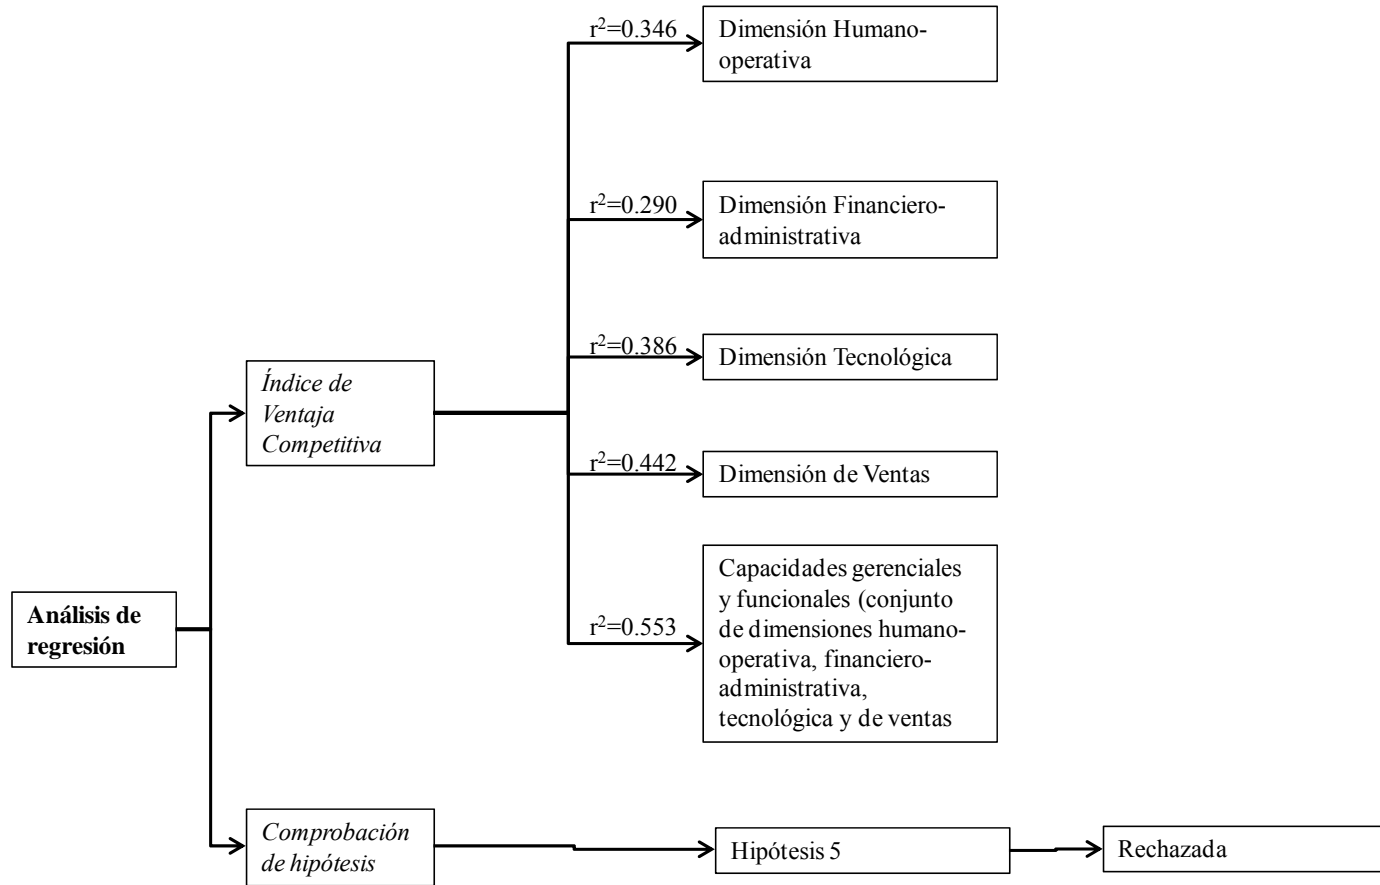 r²=0.346
Dimensión Humano-
operativa
r²=0.290
Dimensión Financiero-
administrativa
r²=0.386
Dimensión Tecnológica
Índice de
Ventaja
Competitiva
r²=0.442
Dimensión de Ventas
r²=0.553
Capacidades gerenciales
y funcionales (conjunto
de dimensiones humano-
operativa, financiero-
administrativa,
tecnológica y de ventas
Análisis de
regresión
Comprobación
de hipótesis
Hipótesis 5
Rechazada